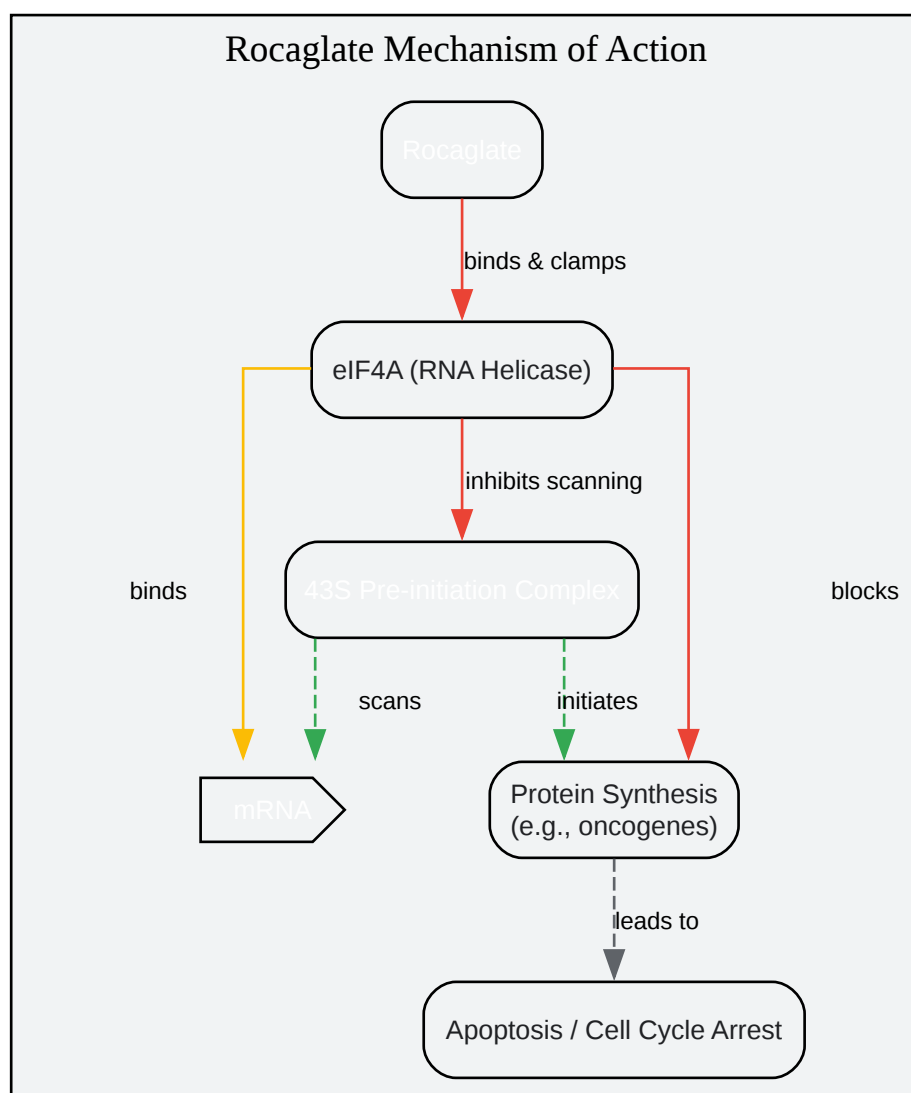 Rocaglate Mechanism of Action
Rocaglate
binds & clamps
eIF4A (RNA Helicase)
inhibits scanning
43S Pre-initiation Complex
binds
blocks
scans
initiates
mRNA
Protein Synthesis
(e.g., oncogenes)
leads to
Apoptosis / Cell Cycle Arrest